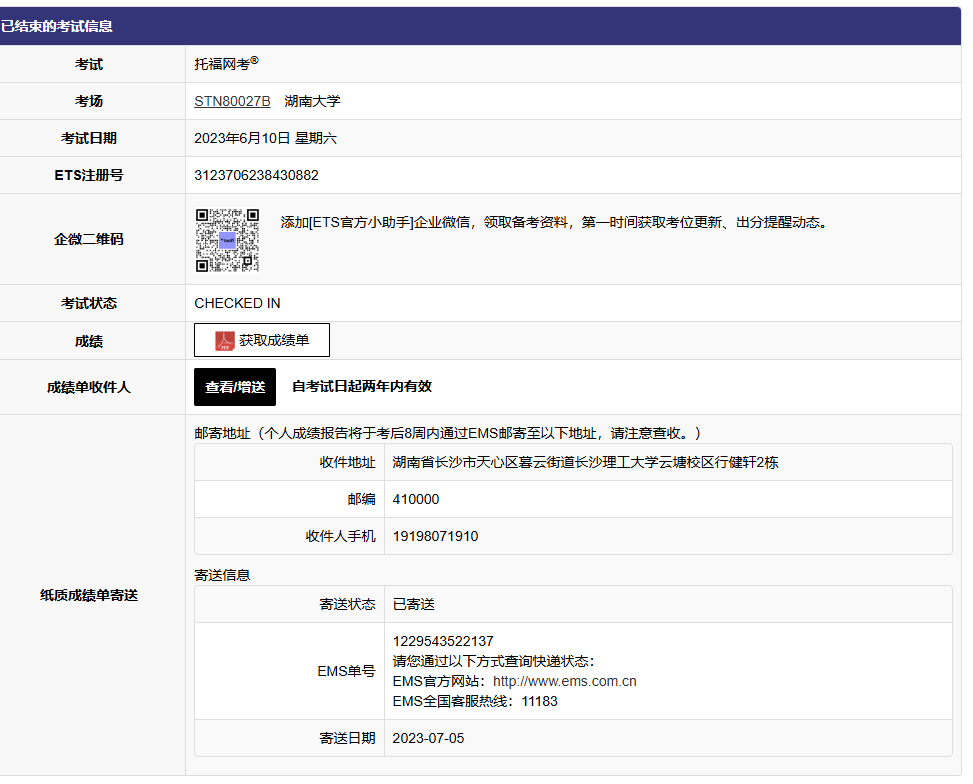 已结束的考试信息
考试 托福网考®
考场 STN80027B 湖南大学
考试日期 2023年6月10日 星期六
ETS注册号 3123706238430882
企微二维码 添加[ETS官方小助手]企业微信，领取备考资料，第一时间获取考位更新、出分提醒动态。
考试状态 CHECKED IN
成绩 获取成绩单
成绩单收件人 查看/增送 自考试日起两年内有效
纸质成绩单寄送
邮寄地址（个人成绩报告将于考后8周内通过EMS邮寄至以下地址，请注意查收。）
收件地址 湖南省长沙市天心区暮云街道长沙理工大学云塘校区行健轩2栋
邮编 410000
收件人手机 19198071910
寄送信息
寄送状态 已寄送
EMS单号 1229543522137
请您通过以下方式查询快递状态：
EMS官方网站：http://www.ems.com.cn
EMS全国客服热线：11183
寄送日期 2023-07-05